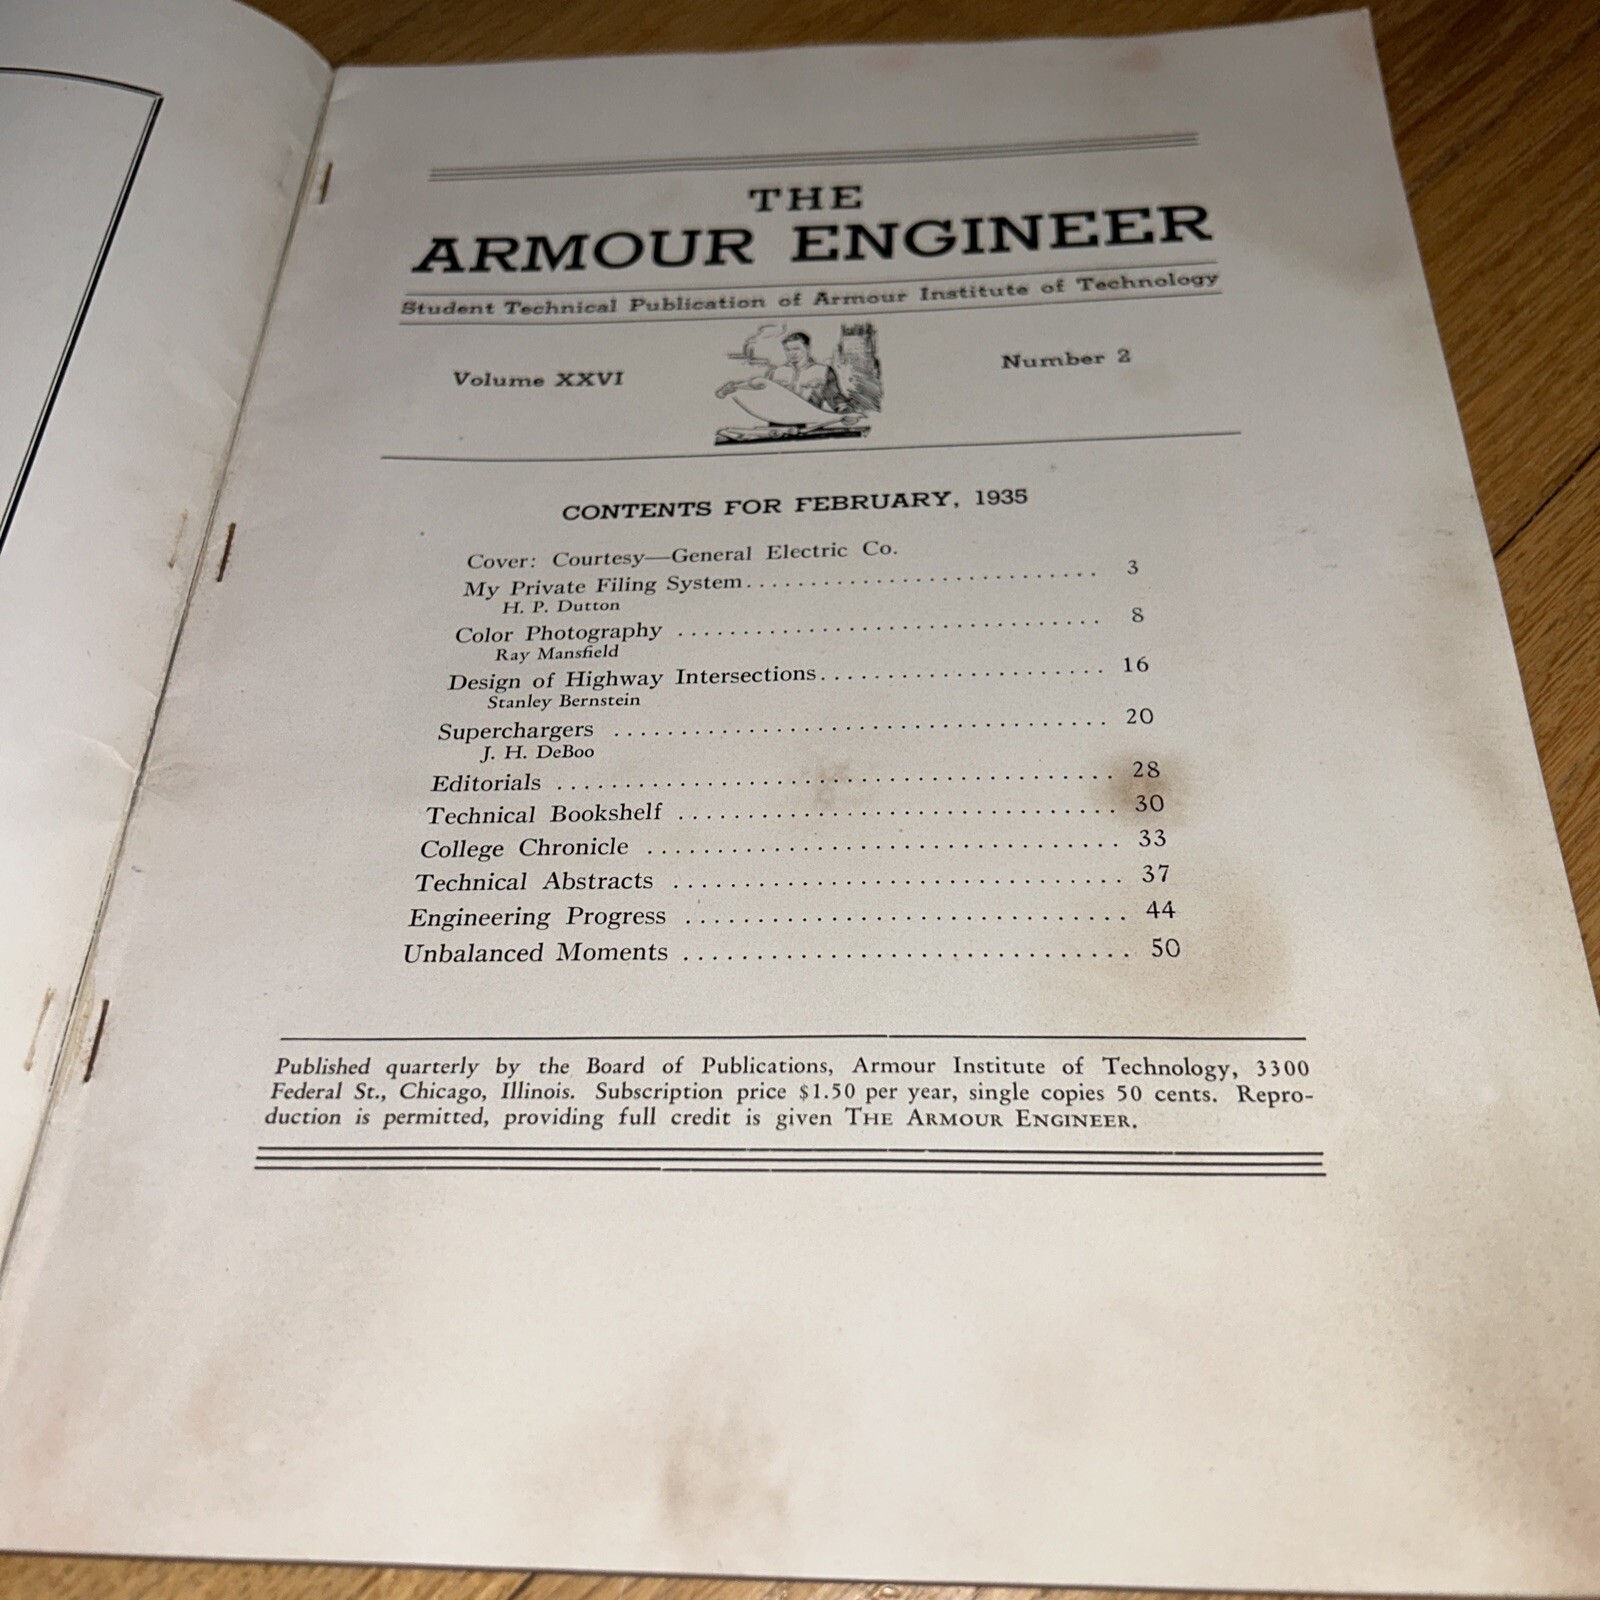 THE
ARMOUR ENGINEER
Student Technical Publication of Armour Institute of Technology
Volume XXVI
Number 2
CONTENTS FOR FEBRUARY, 1935
Cover: Courtesy—General Electric Co.
My Private Filing System........................... 3
H. P. Dutton
Color Photography ................................. 8
Ray Mansfield
Design of Highway Intersections...................... 16
Stanley Bernstein
Superchargers ....................................... 20
J. H. DeBoo
Editorials ........................................... 28
Technical Bookshelf .................................. 30
College Chronicle .................................... 33
Technical Abstracts .................................. 37
Engineering Progress ................................. 44
Unbalanced Moments ............................... 50
Published quarterly by the Board of Publications, Armour Institute of Technology, 3300
Federal St., Chicago, Illinois. Subscription price $1.50 per year, single copies 50 cents. Repro-
duction is permitted, providing full credit is given THE ARMOUR ENGINEER.